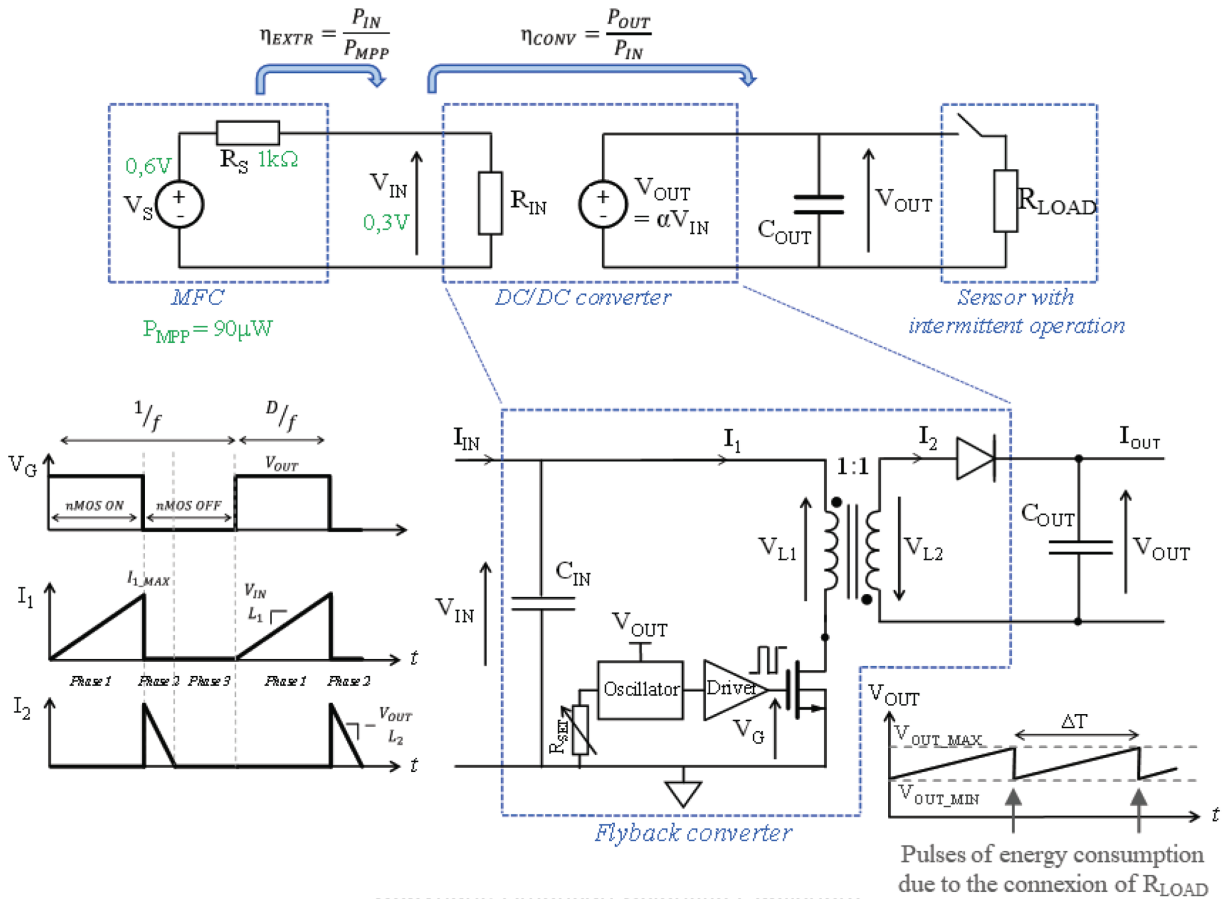 η_EXTR = P_IN / P_MPP
η_CONV = P_OUT / P_IN
0,6V
V_S
R_S 1kΩ
V_IN
0,3V
R_IN
V_OUT
= αV_IN
C_OUT
V_OUT
R_LOAD
MFC
P_MPP = 90µW
DC/DC converter
Sensor with
intermittent operation
1/f
D/f
V_G
V_OUT
nMOS ON
nMOS OFF
I_1_MAX
I_1
V_IN
L_1
t
Phase 1
Phase 2
Phase 3
Phase 1
Phase 2
I_2
V_OUT
L_2
t
I_IN
I_1
1:1
I_2
I_OUT
V_IN
C_IN
V_L1
V_L2
C_OUT
V_OUT
V_OUT
Oscillator
Driver
R_SET
V_G
Flyback converter
V_OUT
V_OUT_MAX
ΔT
V_OUT_MIN
t
Pulses of energy consumption
due to the connexion of R_LOAD